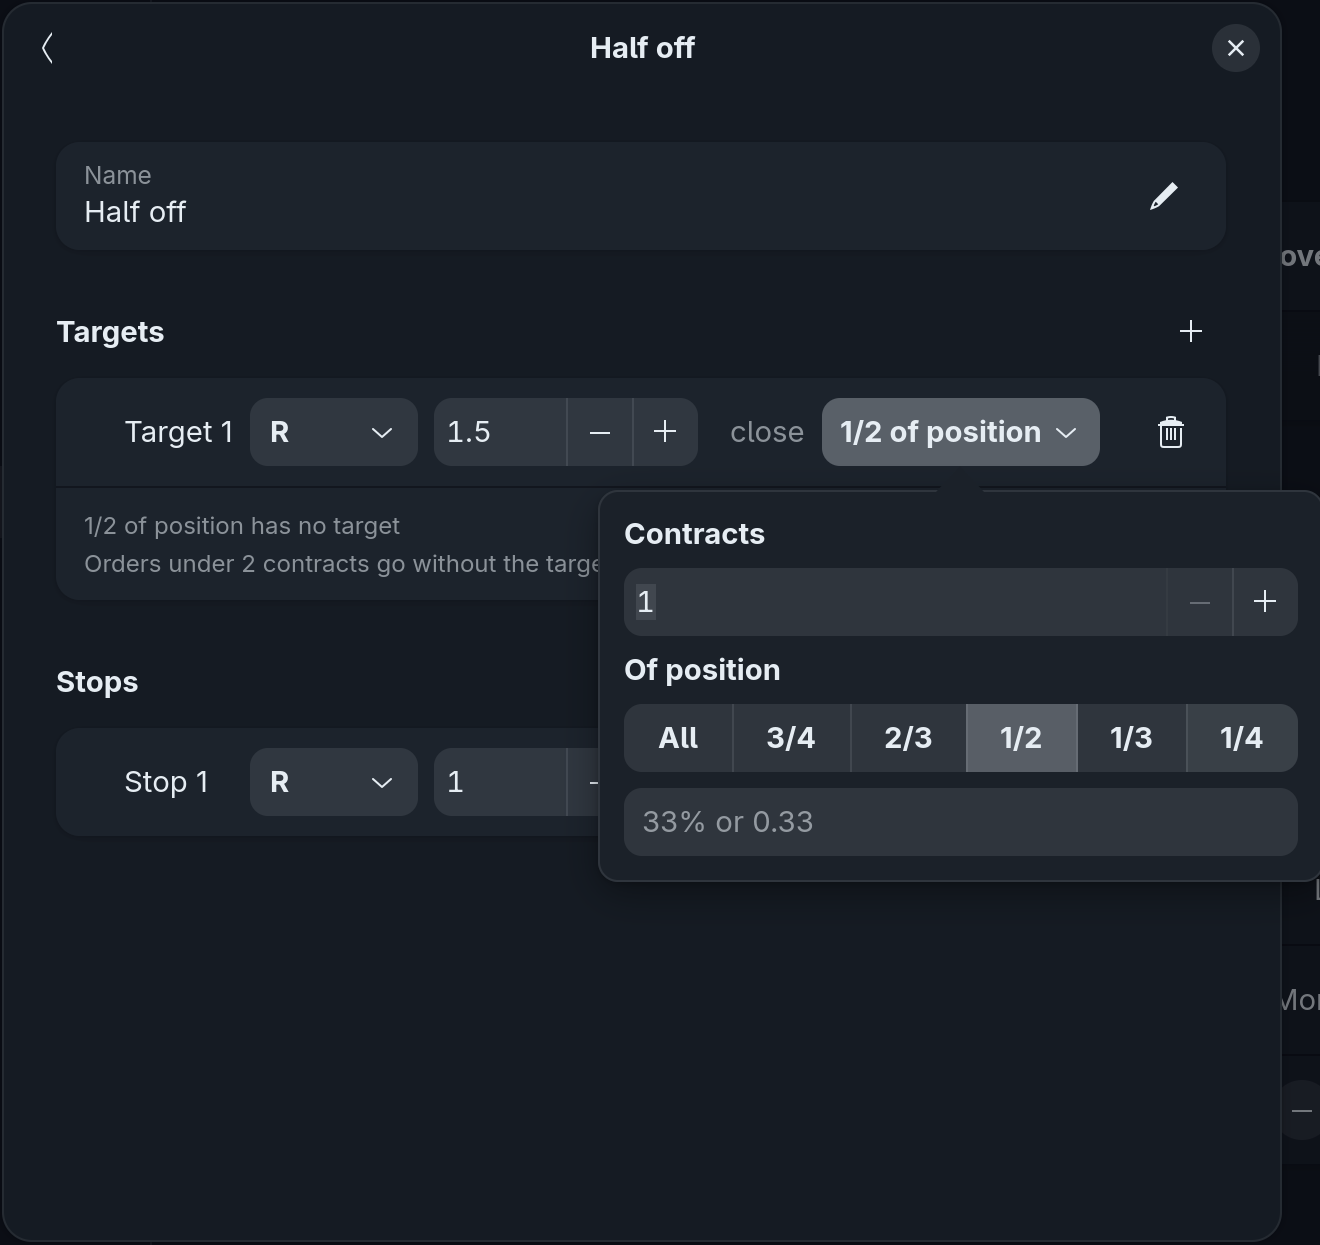 Half off
Name
Half off
Targets
Target 1 R 1.5 close 1/2 of position
1/2 of position has no target
Orders under 2 contracts go without the targe
Contracts
1
Of position
All 3/4 2/3 1/2 1/3 1/4
33% or 0.33
Stops
Stop 1 R 1
ove
Mor